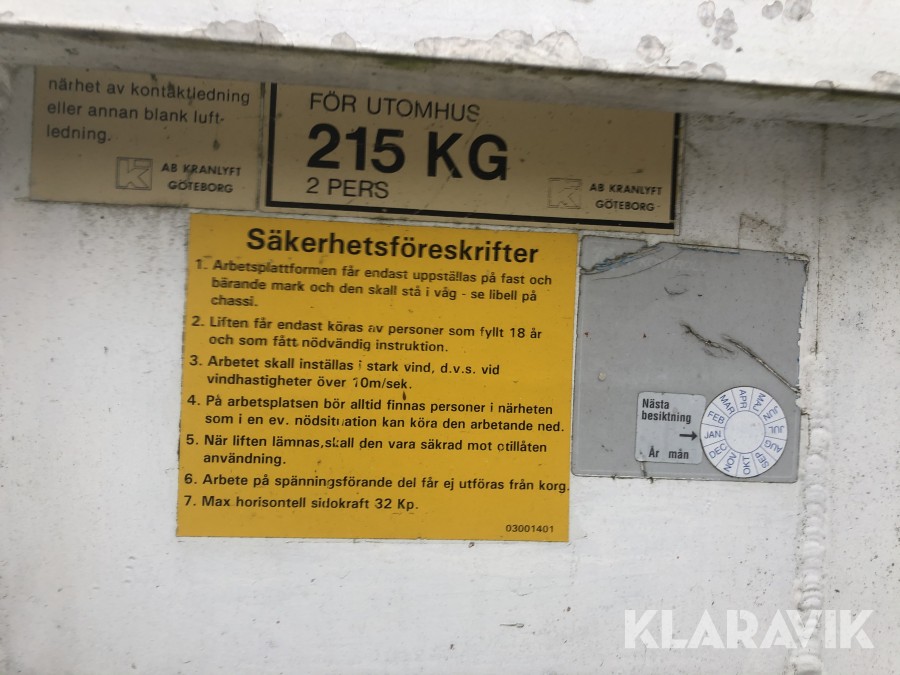 närhet av kontaktledning
eller annan blank luft-
ledning.
AB KRANLYFT
GÖTEBORG
FÖR UTOMHUS
215 KG
2 PERS
AB KRANLYFT
GÖTEBORG
Säkerhetsföreskrifter
1. Arbetsplattformen får endast uppställas på fast och
bärande mark och den skall stå i våg - se libell på
chassi.
2. Liften får endast köras av personer som fyllt 18 år
och som fått nödvändig instruktion.
3. Arbetet skall inställas i stark vind, d.v.s. vid
vindhastigheter över 10m/sek.
4. På arbetsplatsen bör alltid finnas personer i närheten
som i en ev. nödsituation kan köra den arbetande ned.
5. När liften lämnas, skall den vara säkrad mot otillåten
användning.
6. Arbete på spänningsförande del får ej utföras från korg.
7. Max horisontell sidokraft 32 Kp.
03001401
Nästa
besiktning
År mån
JAN
FEB
MAR
APR
MAJ
JUN
JUL
AUG
SEP
OKT
NOV
DEC
KLARAVIK